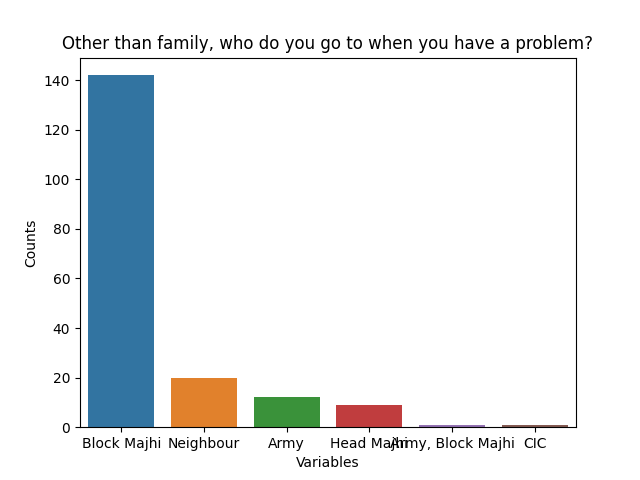 Other than family, who do you go to when you have a problem?
Counts
140
120
100
80
60
40
20
0
Block Majhi Neighbour Army Head Majhi Army, Block Majhi CIC
Variables